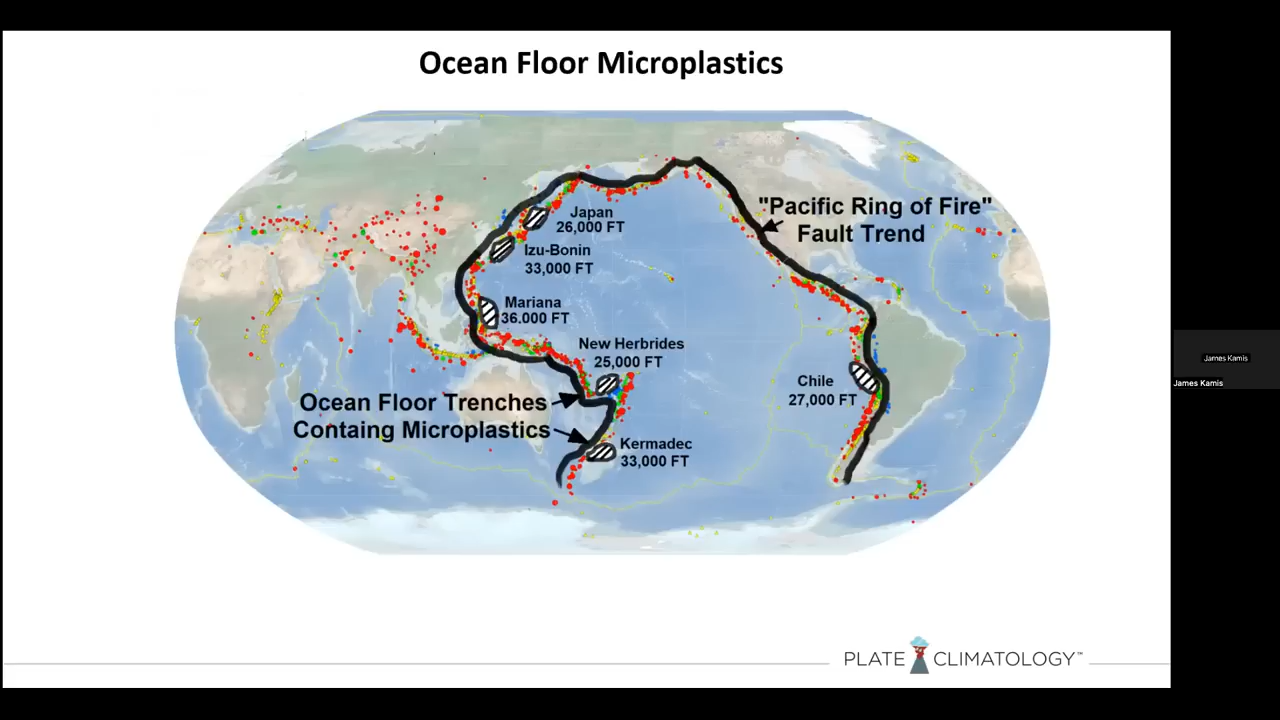 Ocean Floor Microplastics
"Pacific Ring of Fire"
Fault Trend
Japan
26,000 FT
Izu-Bonin
33,000 FT
Mariana
36.000 FT
New Herbrides
25,000 FT
Chile
27,000 FT
Ocean Floor Trenches
Containg Microplastics
Kermadec
33,000 FT
James Kamis
James Kamis
PLATE CLIMATOLOGY™